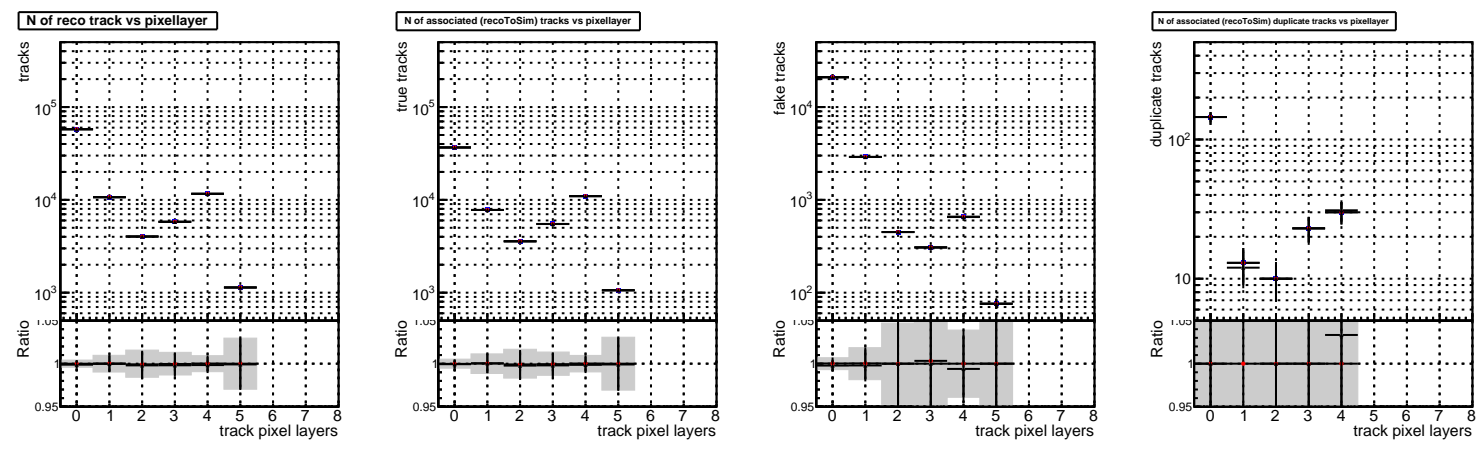 N of reco track vs pixellayer
tracks
10^5
10^4
10^3
Ratio
1.05
1
0.95
0 1 2 3 4 5 6 7 8
track pixel layers
N of associated (recoToSim) tracks vs pixellayer
true tracks
10^5
10^4
10^3
Ratio
1.05
1
0.95
0 1 2 3 4 5 6 7 8
track pixel layers
fake tracks
10^4
10^3
10^2
Ratio
1.05
1
0.95
0 1 2 3 4 5 6 7 8
track pixel layers
N of associated (recoToSim) duplicate tracks vs pixellayer
duplicate tracks
10^2
10
Ratio
1.05
1
0.95
0 1 2 3 4 5 6 7 8
track pixel layers